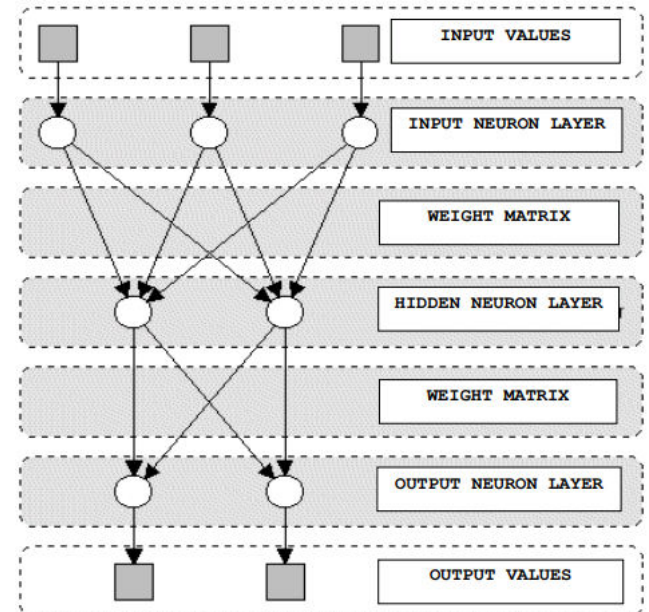 INPUT VALUES
INPUT NEURON LAYER
WEIGHT MATRIX
HIDDEN NEURON LAYER
WEIGHT MATRIX
OUTPUT NEURON LAYER
OUTPUT VALUES